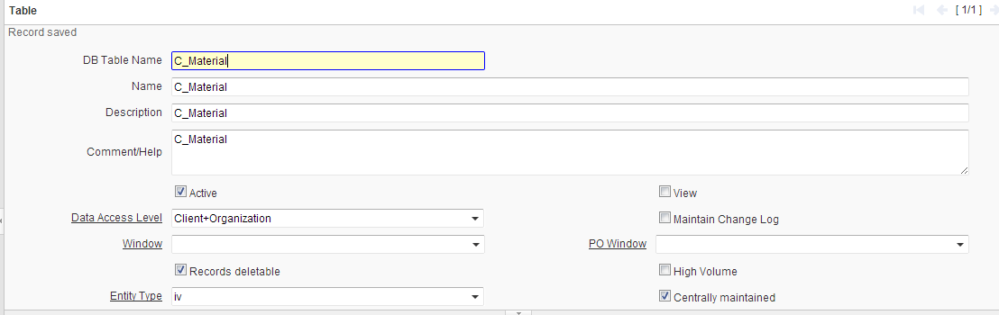 Table [ 1/1 ]
Record saved
DB Table Name C_Material
Name C_Material
Description C_Material
Comment/Help C_Material
Active View
Data Access Level Client+Organization Maintain Change Log
Window PO Window
Records deletable High Volume
Entity Type iv Centrally maintained